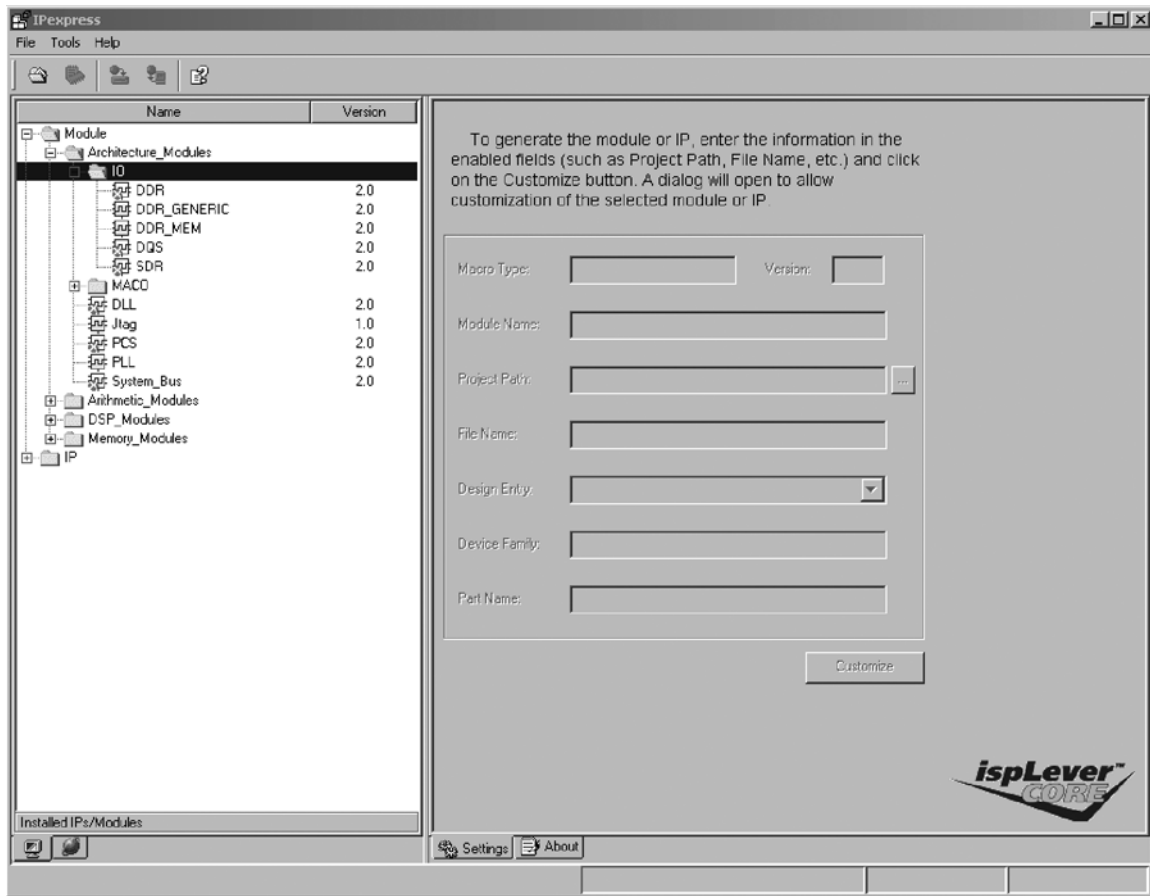 IPexpress
File Tools Help
Name Version
Module
Architecture_Modules
IO
DDR 2.0
DDR_GENERIC 2.0
DDR_MEM 2.0
DQS 2.0
SDR 2.0
MACO
DLL 2.0
Jtag 1.0
PCS 2.0
PLL 2.0
System_Bus 2.0
Arithmetic_Modules
DSP_Modules
Memory_Modules
IP
Installed IPs/Modules
To generate the module or IP, enter the information in the
enabled fields (such as Project Path, File Name, etc.) and click
on the Customize button. A dialog will open to allow
customization of the selected module or IP.
Macro Type: Version:
Module Name:
Project Path: ...
File Name:
Design Entry:
Device Family:
Part Name:
Customize
ispLever™
CORE
Settings About